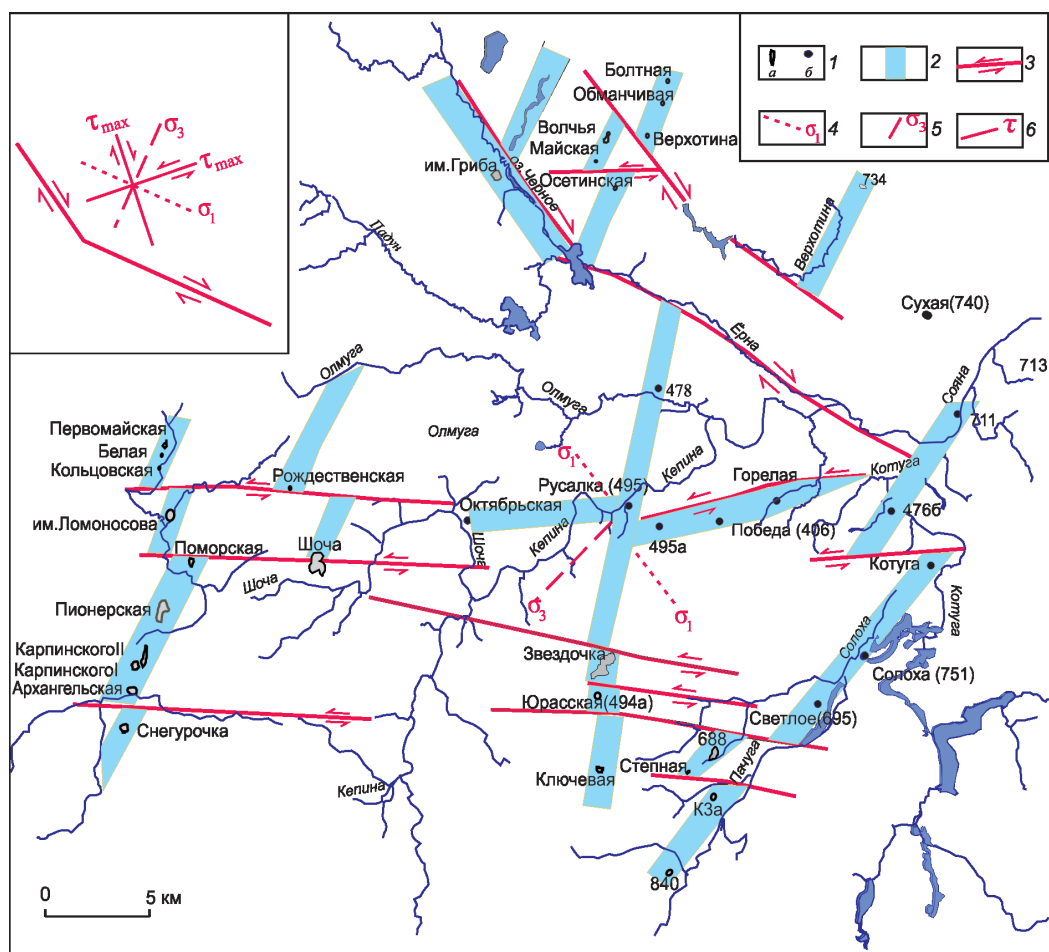 τmax
σ3
τmax
σ1
а
б
1
2
3
σ1
4
σ3
5
τ
6
Болтная
Обманчивая
Волчья
Майская
Верхотина
им.Гриба
оз.Черное
Осетинская
734
Верхотина
Падун
Сухая(740)
Ёрна
Сояна
713
711
Олмуга
Олмуга
478
Первомайская
Белая
Кольцовская
Олмуга
σ1
Кепина
Рождественская
Русалка (495)
Горелая
Котуга
Октябрьская
им.Ломоносова
495а
Победа (406)
476б
Поморская
Шоча
Шоча
Кепина
Котуга
Шоча
Пионерская
σ3
σ1
Котуга
Солоха
Карпинского II
Карпинского I
Звездочка
Солоха (751)
Архангельская
Юрасская(494а)
Светлое(695)
Снегурочка
688
Степная
Пачуга
Ключевая
Кепина
К3а
840
0
5 км